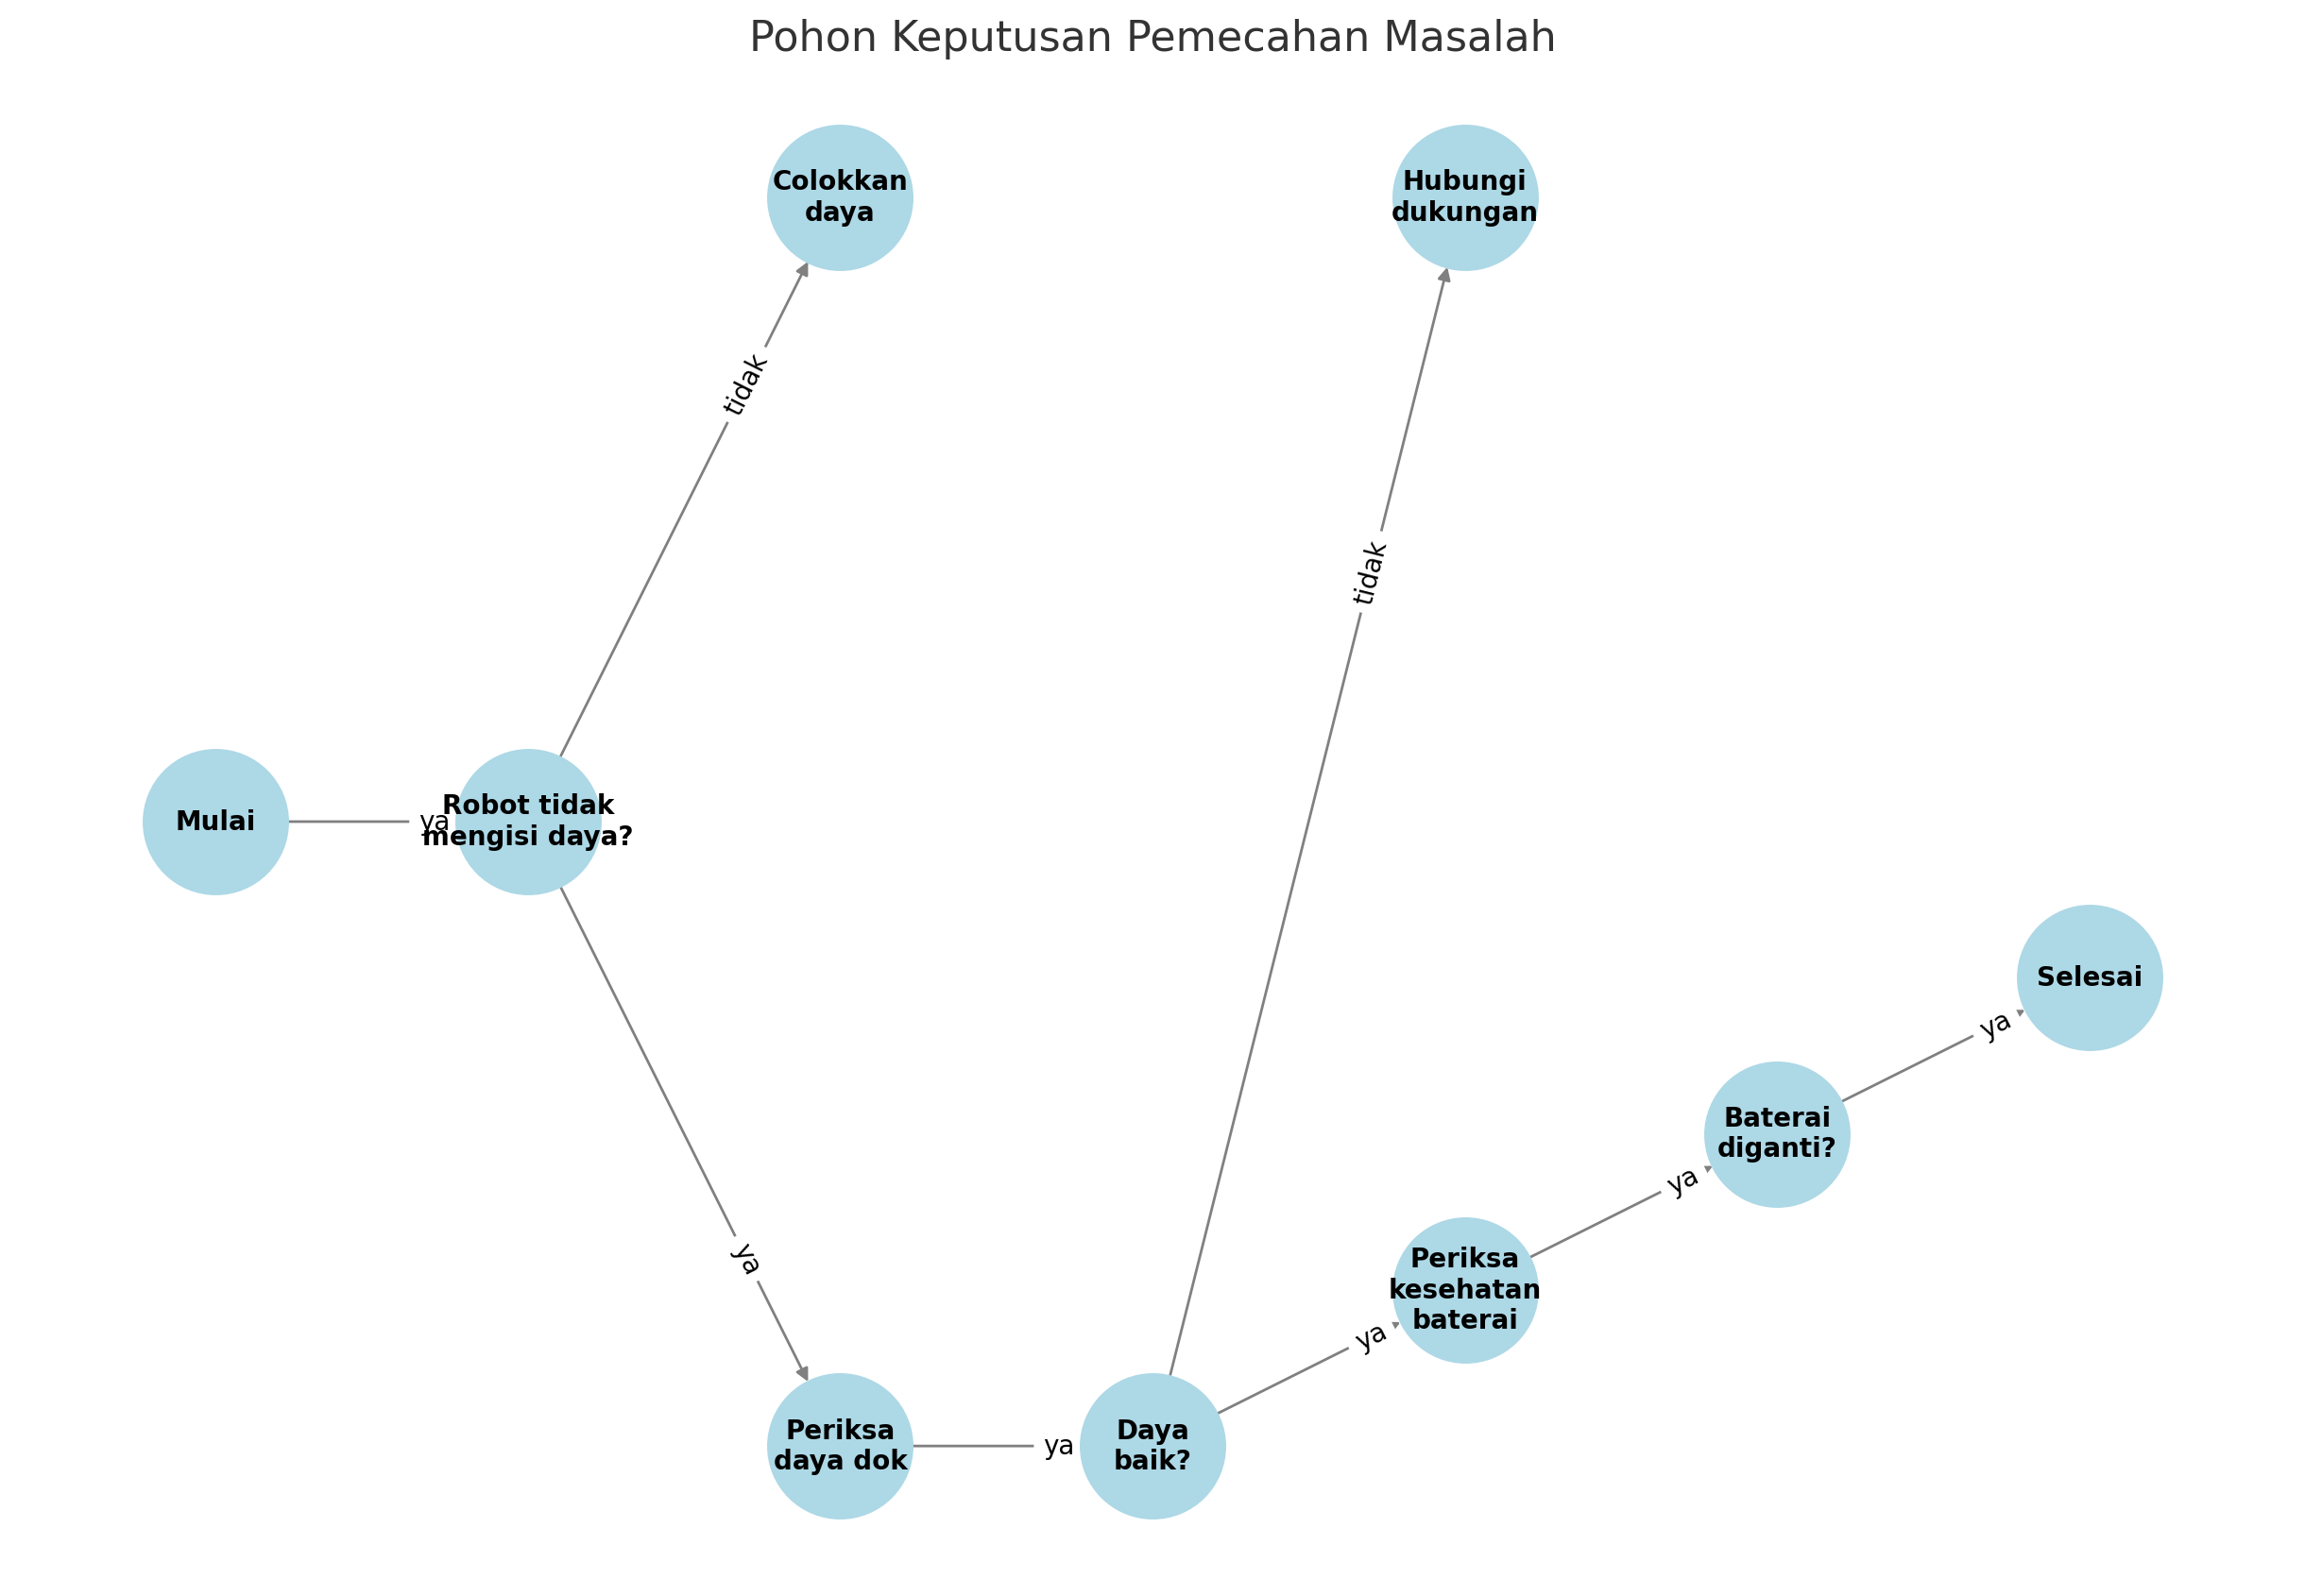 Pohon Keputusan Pemecahan Masalah
Colokkan
daya
Hubungi
dukungan
tidak
tidak
Mulai
ya
Robot tidak
mengisi daya?
Selesai
ya
Baterai
diganti?
ya
Periksa
kesehatan
baterai
ya
ya
Periksa
daya dok
ya
Daya
baik?